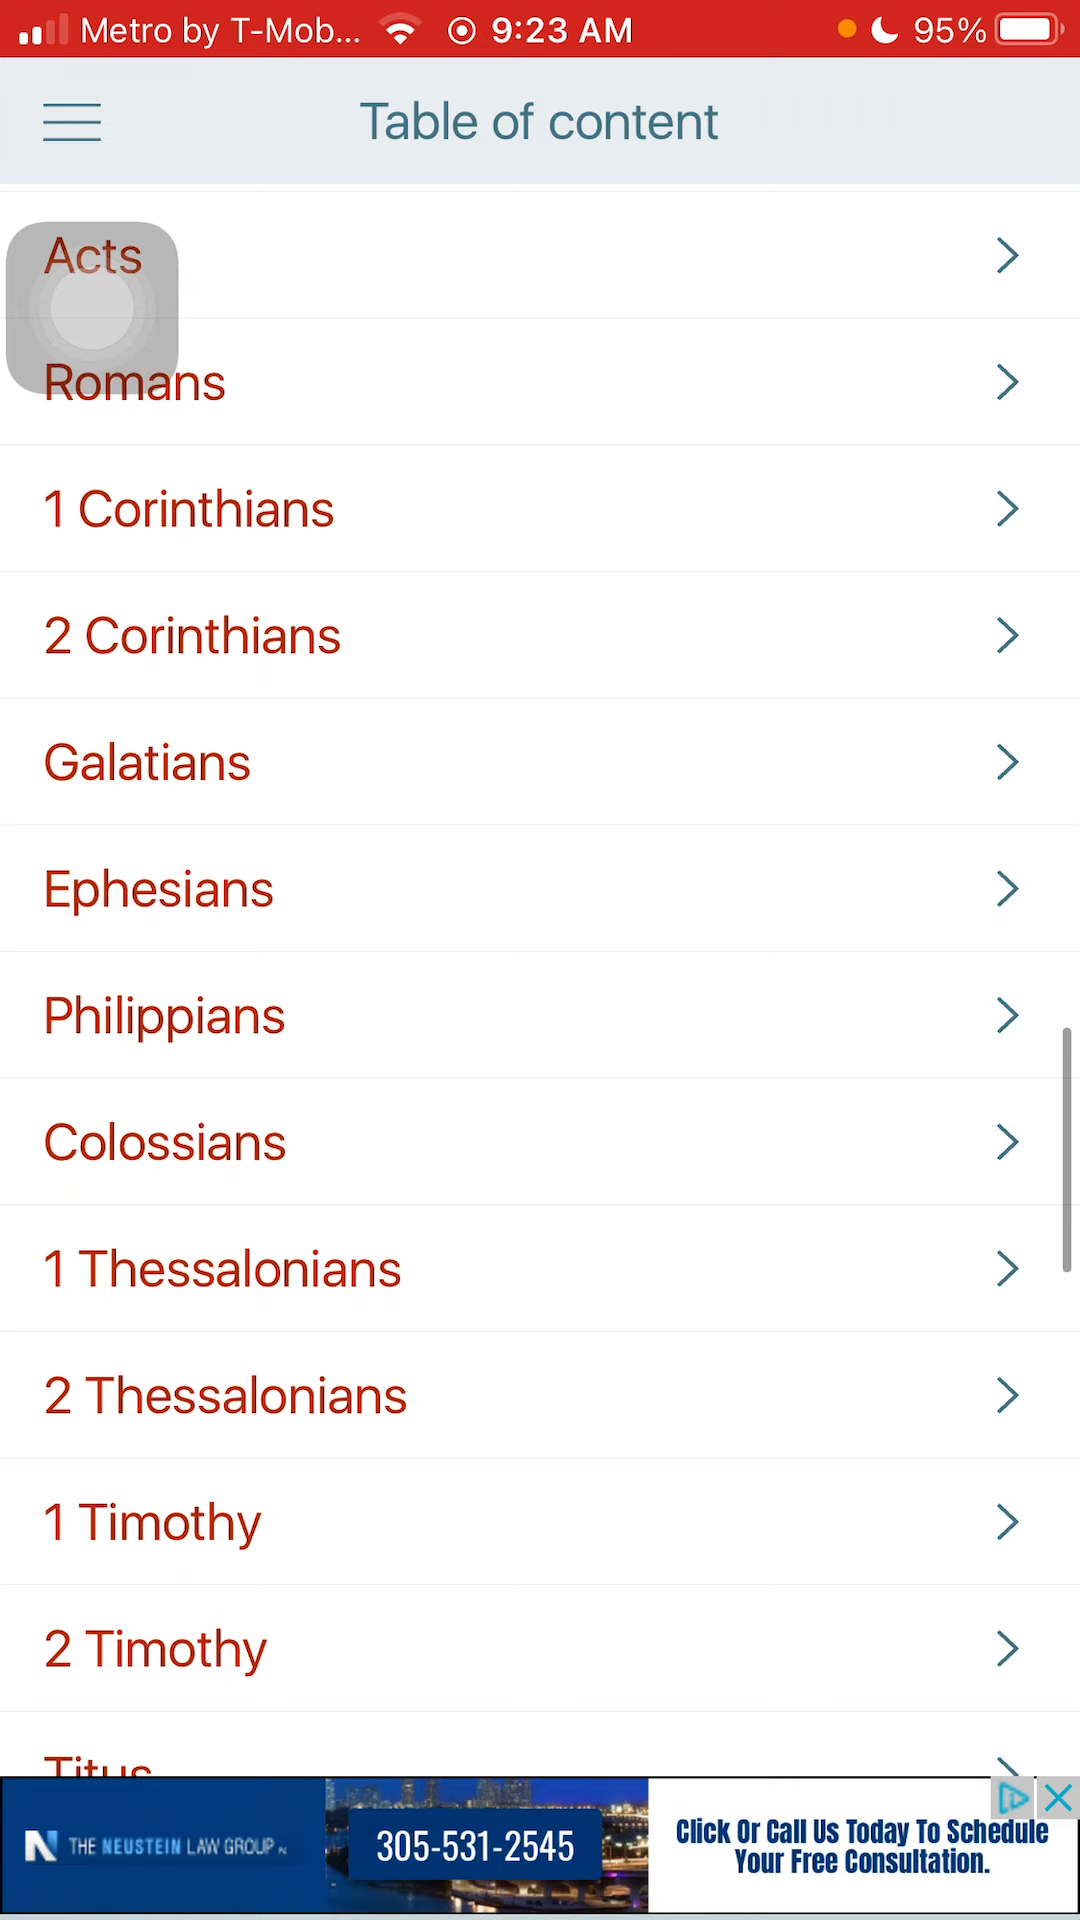 Metro by T-Mob... 9:23 AM 95%
Table of content
Acts
Romans
1 Corinthians
2 Corinthians
Galatians
Ephesians
Philippians
Colossians
1 Thessalonians
2 Thessalonians
1 Timothy
2 Timothy
Titus
N THE NEUSTEIN LAW GROUP
305-531-2545
Click Or Call Us Today To Schedule
Your Free Consultation.